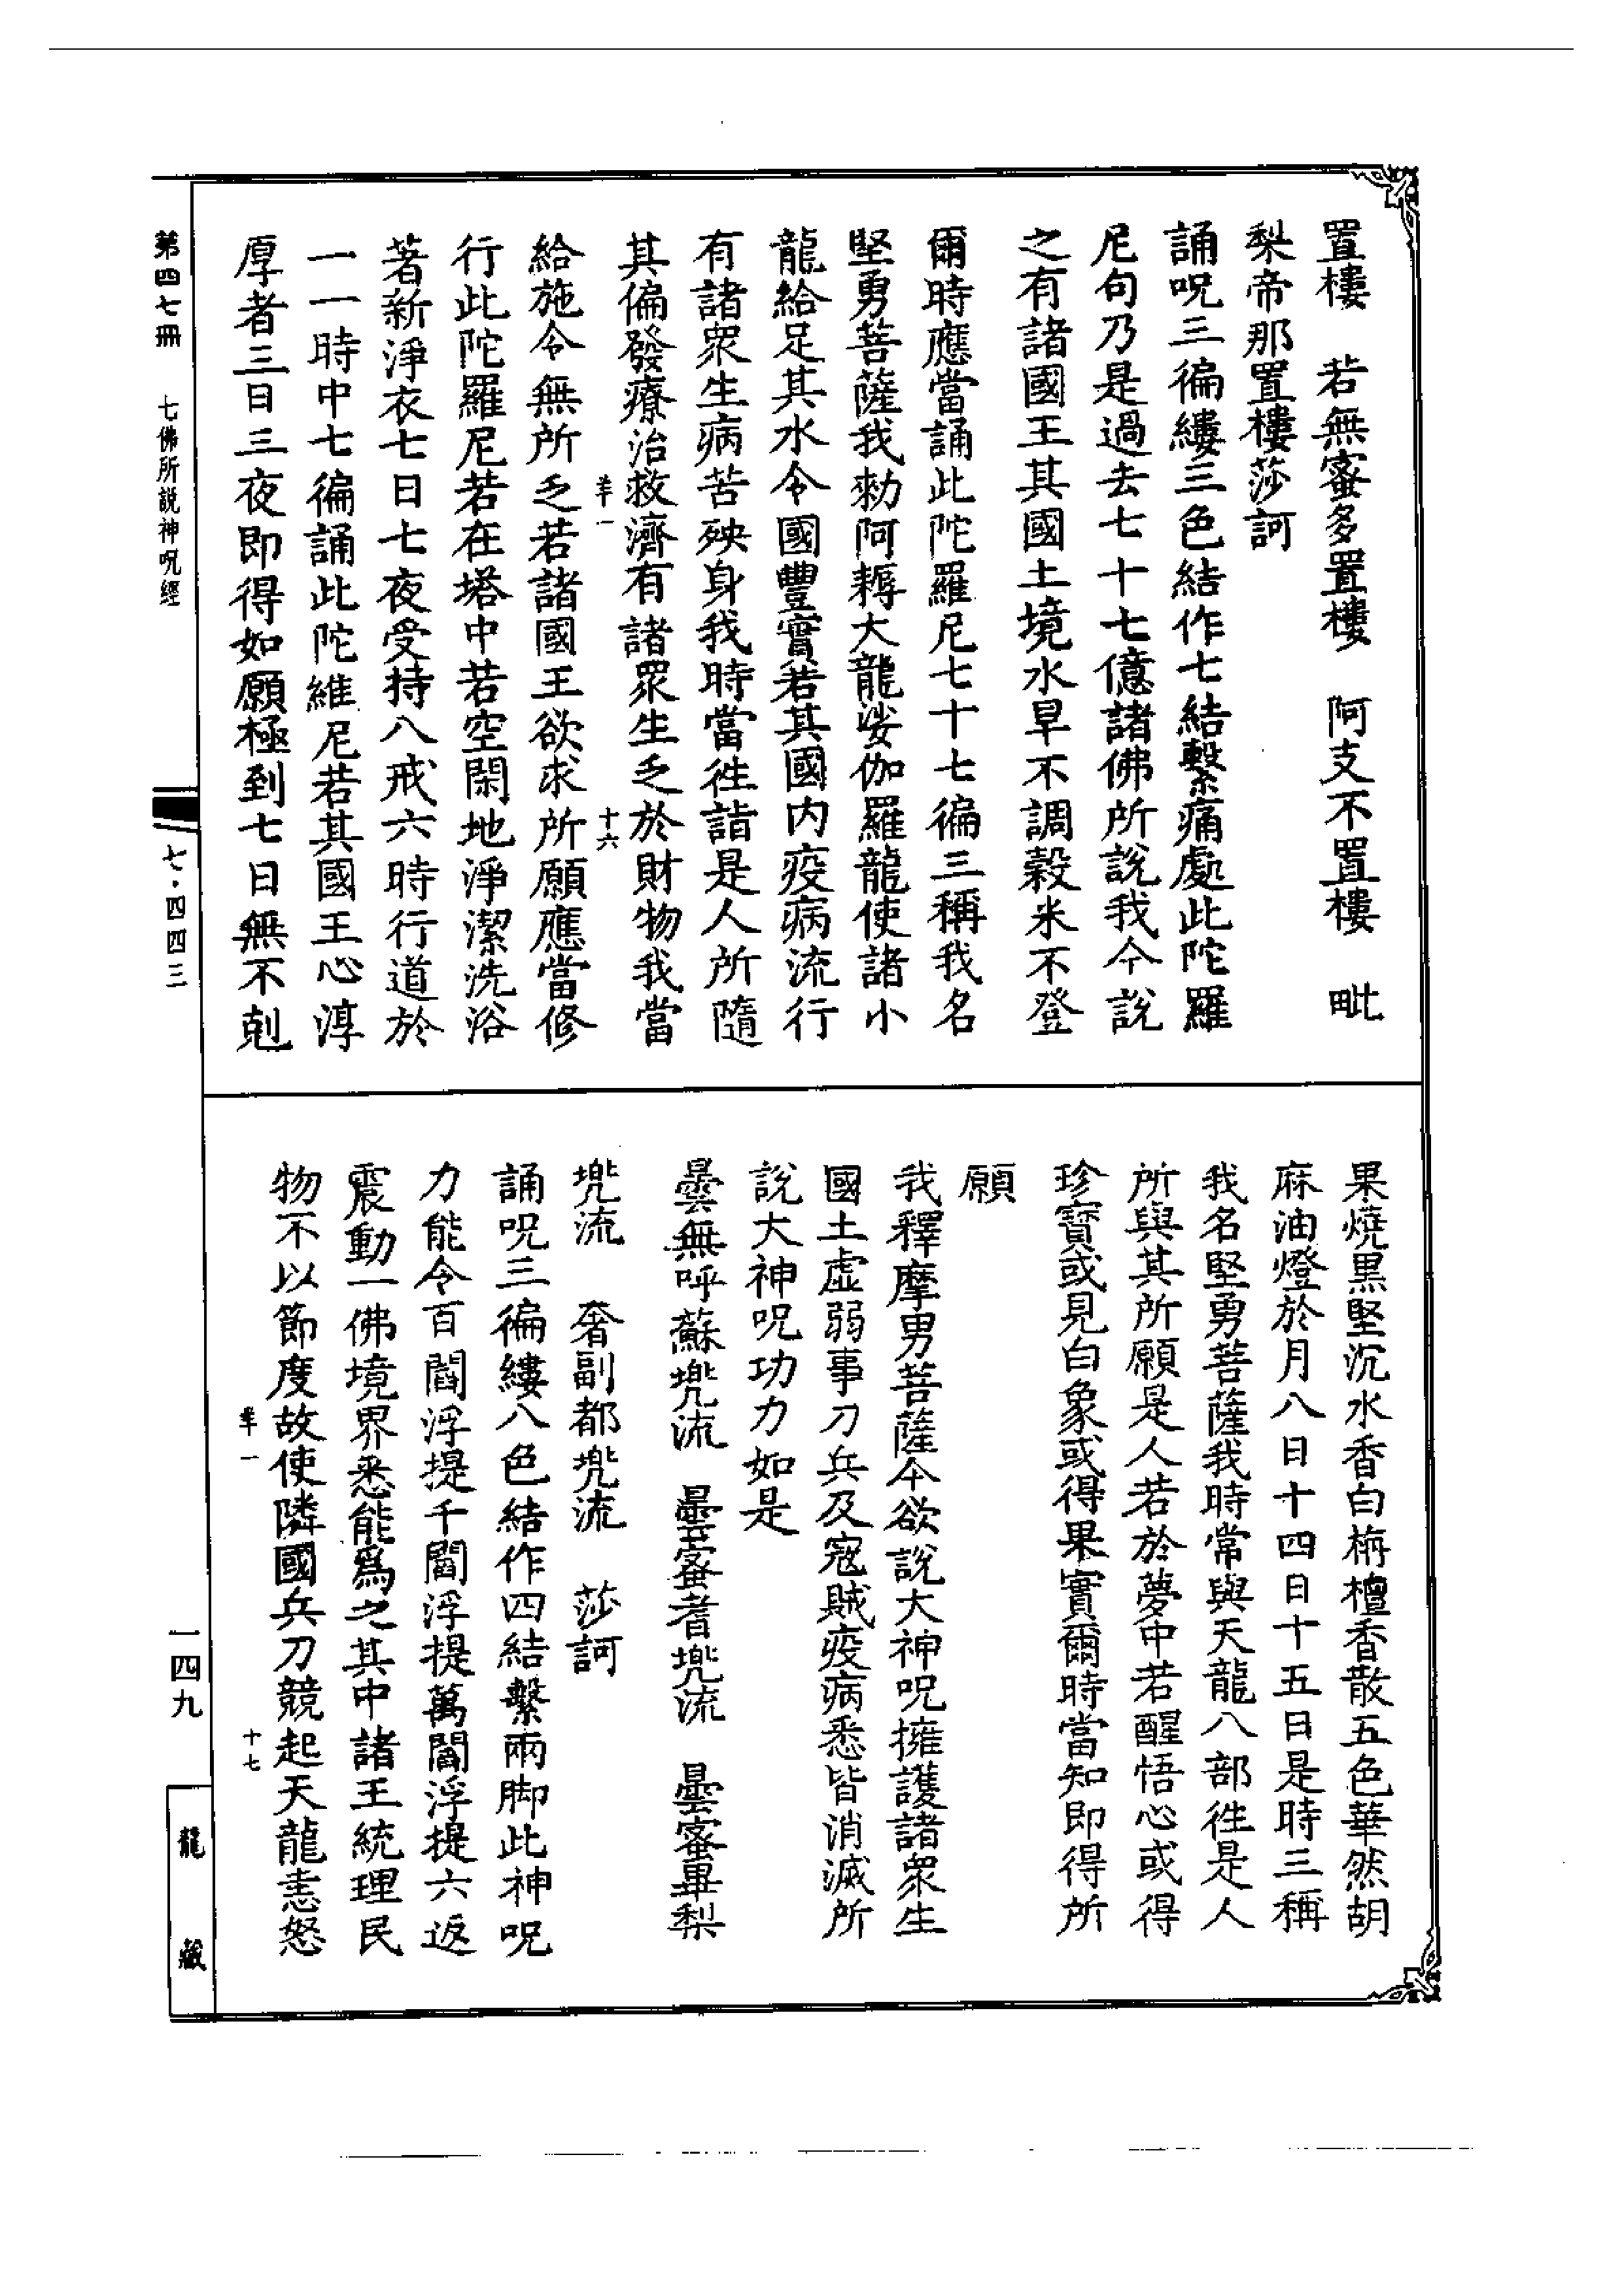 置樓　若無蜜多置樓　阿支不置樓　毗
梨帝那置樓莎訶
誦呪三徧縷三色結作七結繫痛處此陀羅
尼句乃是過去七十七億諸佛所說我今說
之有諸國王其國土境水旱不調穀米不登
爾時應當誦此陀羅尼七十七徧三稱我名
堅勇菩薩我勑阿耨大龍娑伽羅龍使諸小
龍給足其水令國豐實若其國内疫病流行
有諸衆生病苦殃身我時當徃詣是人所隨
其偏發療治救濟有諸衆生乏於財物我當
羊一　十六
給施令無所乏若諸國王欲求所願應當修
行此陀羅尼若在塔中若空閑地淨潔洗浴
著新淨衣七日七夜受持八戒六時行道於
一一時中七徧誦此陀維尼若其國王心淳
厚者三日三夜即得如願極到七日無不剋
果燒黒堅沉水香白栴檀香散五色華然胡
麻油燈於月八日十四日十五日是時三稱
我名堅勇菩薩我時常與天龍八部徃是人
所與其所願是人若於夢中若醒悟心或得
珍寶或見白象或得果實爾時當知即得所
願
我釋摩男菩薩今欲說大神呪擁護諸衆生
國土虛弱事刀兵及寇賊疫病悉皆消滅所
說大神呪功力如是
曇無呼蘇兠流　曇蜜耆兠流　曇蜜畢梨
兠流　奢副都兠流　莎訶
誦呪三徧縷八色結作四結繫兩脚此神呪
力能令百閻浮提千閻浮提萬閻浮提六返
震動一佛境界悉能爲之其中諸王統理民
物不以節度故使隣國兵刀競起天龍恚怒
羊一　十七
第四七冊　七佛所説神呪經
七·四四三
一四九
龍藏